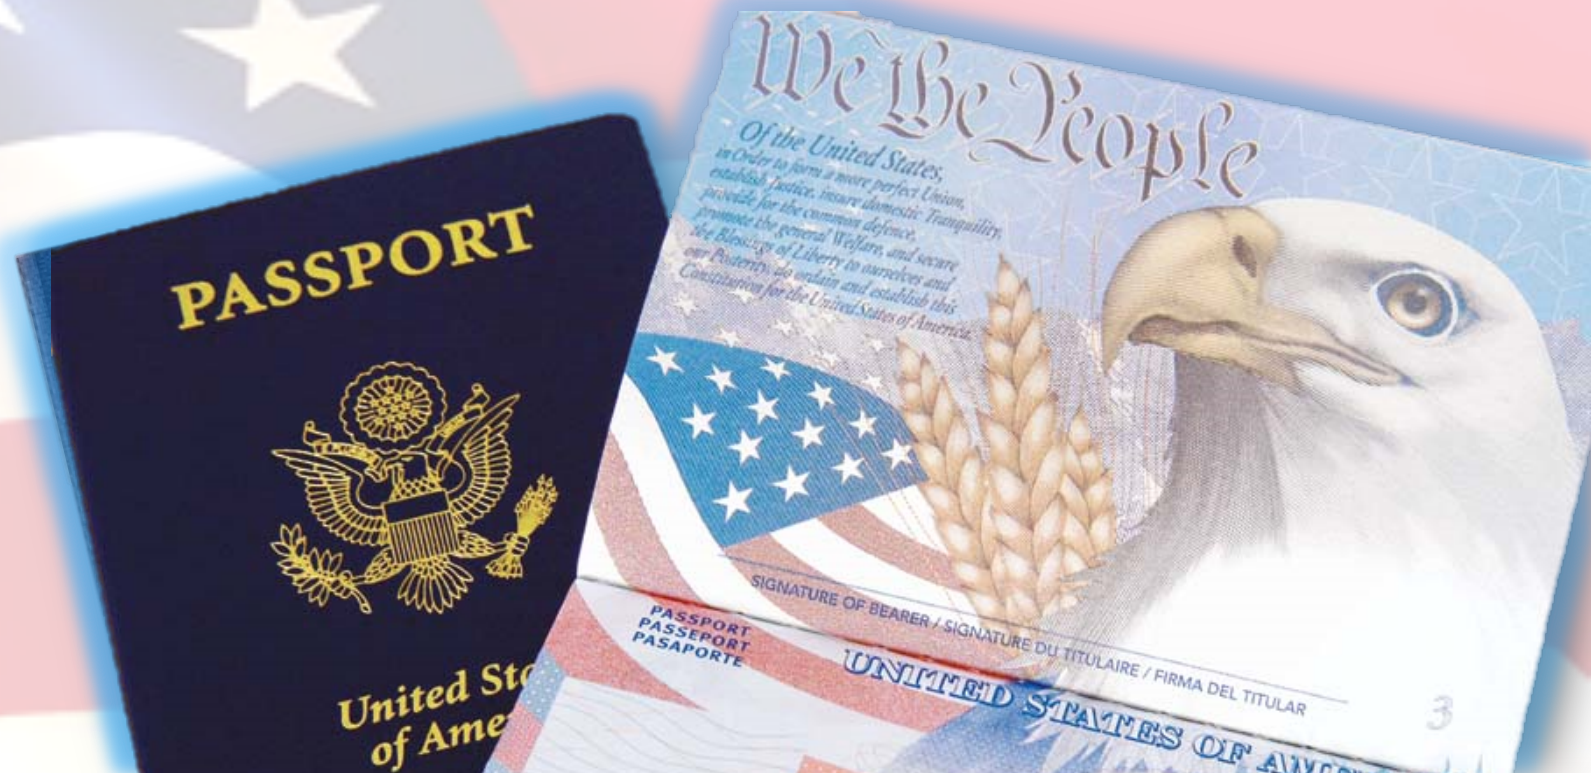 PASSPORT
United Sta
of Ame
We the People
Of the United States,
in Order to form a more perfect Union,
establish Justice, insure domestic Tranquility,
provide for the common defence,
promote the general Welfare, and secure
the Blessings of Liberty to ourselves and
our Posterity, do ordain and establish this
Constitution for the United States of America.
SIGNATURE OF BEARER / SIGNATURE DU TITULAIRE / FIRMA DEL TITULAR
PASSPORT
PASSEPORT
PASAPORTE
UNITED STATES OF AME
3